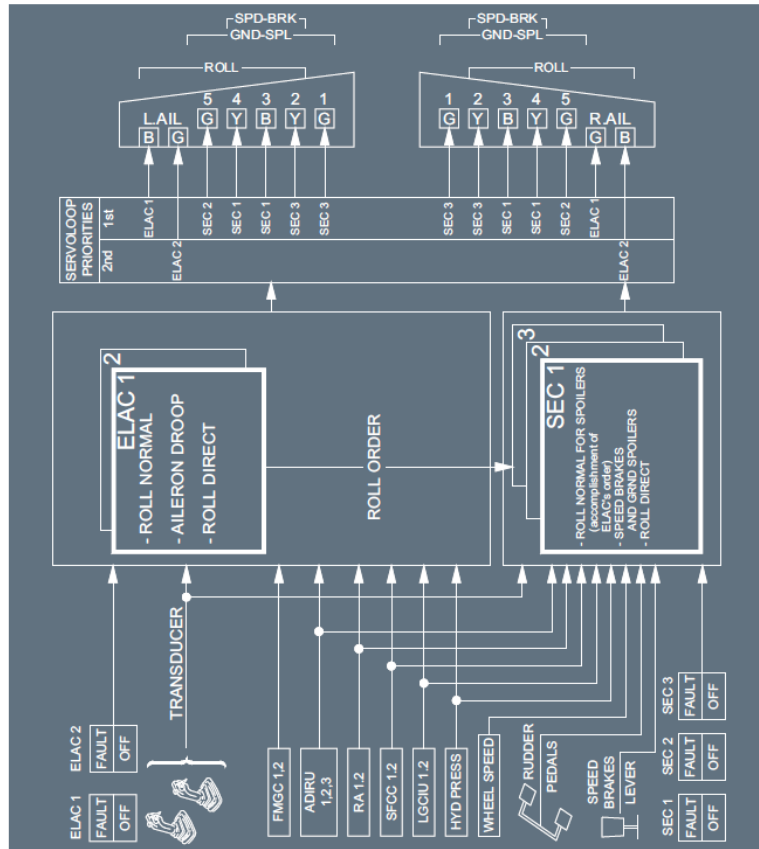 SPD-BRK
GND-SPL
ROLL
5 4 3 2 1
L.AIL G Y B Y G
B G
SPD-BRK
GND-SPL
ROLL
1 2 3 4 5
G Y B Y G R.AIL
G B
SERVOLOOP
PRIORITIES
1st
2nd
ELAC 1
ELAC 2
SEC 2
SEC 1
SEC 1
SEC 3
SEC 3
SEC 3
SEC 3
SEC 1
SEC 1
SEC 2
ELAC 1
ELAC 2
2
ELAC 1
- ROLL NORMAL
- AILERON DROOP
- ROLL DIRECT
ROLL ORDER
3
2
SEC 1
- ROLL NORMAL FOR SPOILERS
(accomplishment of
ELAC's order)
- SPEED BRAKES
AND GRND SPOILERS
- ROLL DIRECT
ELAC 1
FAULT
OFF
ELAC 2
FAULT
OFF
TRANSDUCER
FMGC 1,2
ADIRU
1,2,3
RA 1.2
SFCC 1.2
LGCIU 1.2
HYD PRESS
WHEEL SPEED
RUDDER
PEDALS
SPEED
BRAKES
LEVER
SEC 1
FAULT
OFF
SEC 2
FAULT
OFF
SEC 3
FAULT
OFF